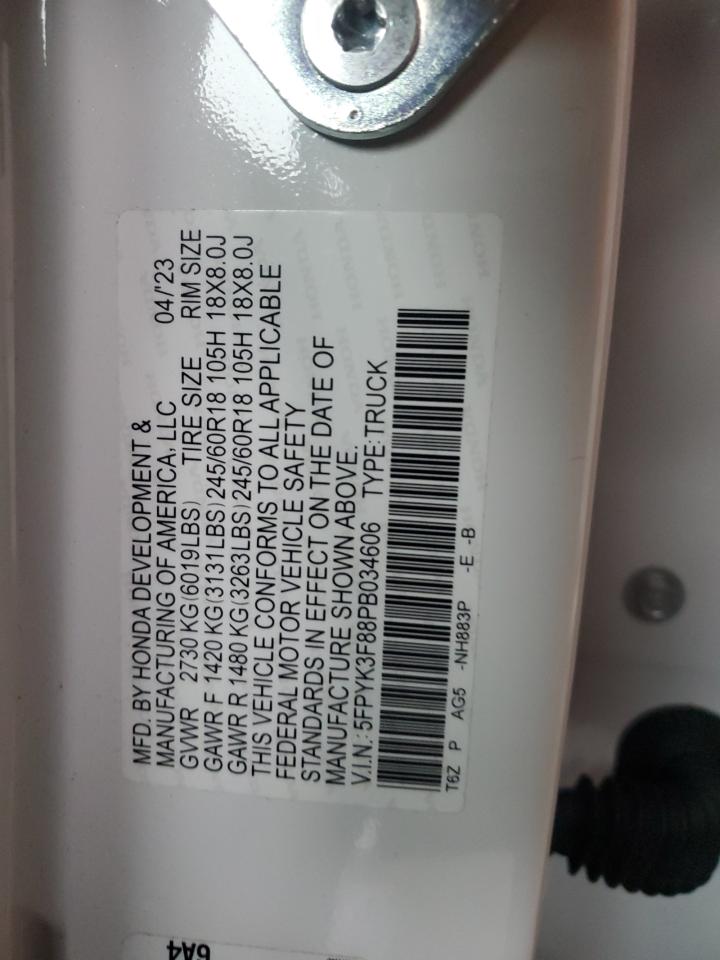 MFD. BY HONDA DEVELOPMENT &
MANUFACTURING OF AMERICA, LLC 04/'23
GVWR 2730 KG(6019LBS) TIRE SIZE RIM SIZE
GAWR F 1420 KG(3131LBS)245/60R18 105H 18X8.0J
GAWR R 1480 KG(3263LBS)245/60R18 105H 18X8.0J
THIS VEHICLE CONFORMS TO ALL APPLICABLE
FEDERAL MOTOR VEHICLE SAFETY
STANDARDS IN EFFECT ON THE DATE OF
MANUFACTURE SHOWN ABOVE.
V.I.N.: 5FPYK3F88PB034606 TYPE:TRUCK
T6Z P AG5 -NH883P -E -B
6A4